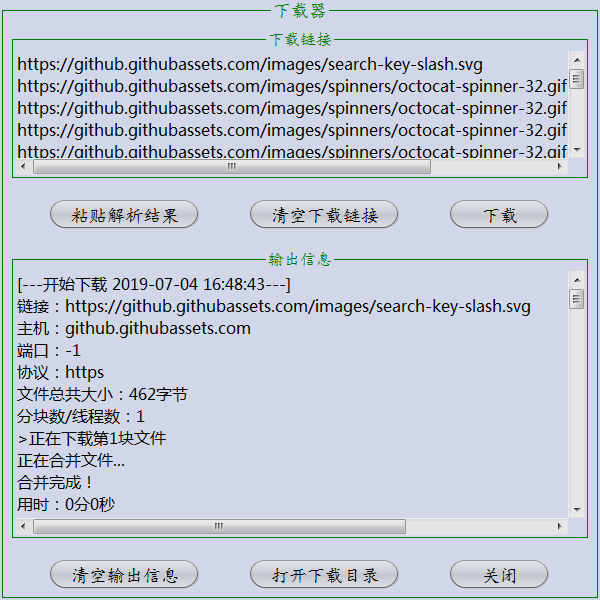 下载器
下载链接
https://github.githubassets.com/images/search-key-slash.svg
https://github.githubassets.com/images/spinners/octocat-spinner-32.gif
https://github.githubassets.com/images/spinners/octocat-spinner-32.gif
https://github.githubassets.com/images/spinners/octocat-spinner-32.gif
https://github.githubassets.com/images/spinners/octocat-spinner-32.gif
粘贴解析结果 清空下载链接 下载
输出信息
[---开始下载 2019-07-04 16:48:43---]
链接：https://github.githubassets.com/images/search-key-slash.svg
主机：github.githubassets.com
端口：-1
协议：https
文件总共大小：462字节
分块数/线程数：1
>正在下载第1块文件
正在合并文件...
合并完成！
用时：0分0秒
清空输出信息 打开下载目录 关闭